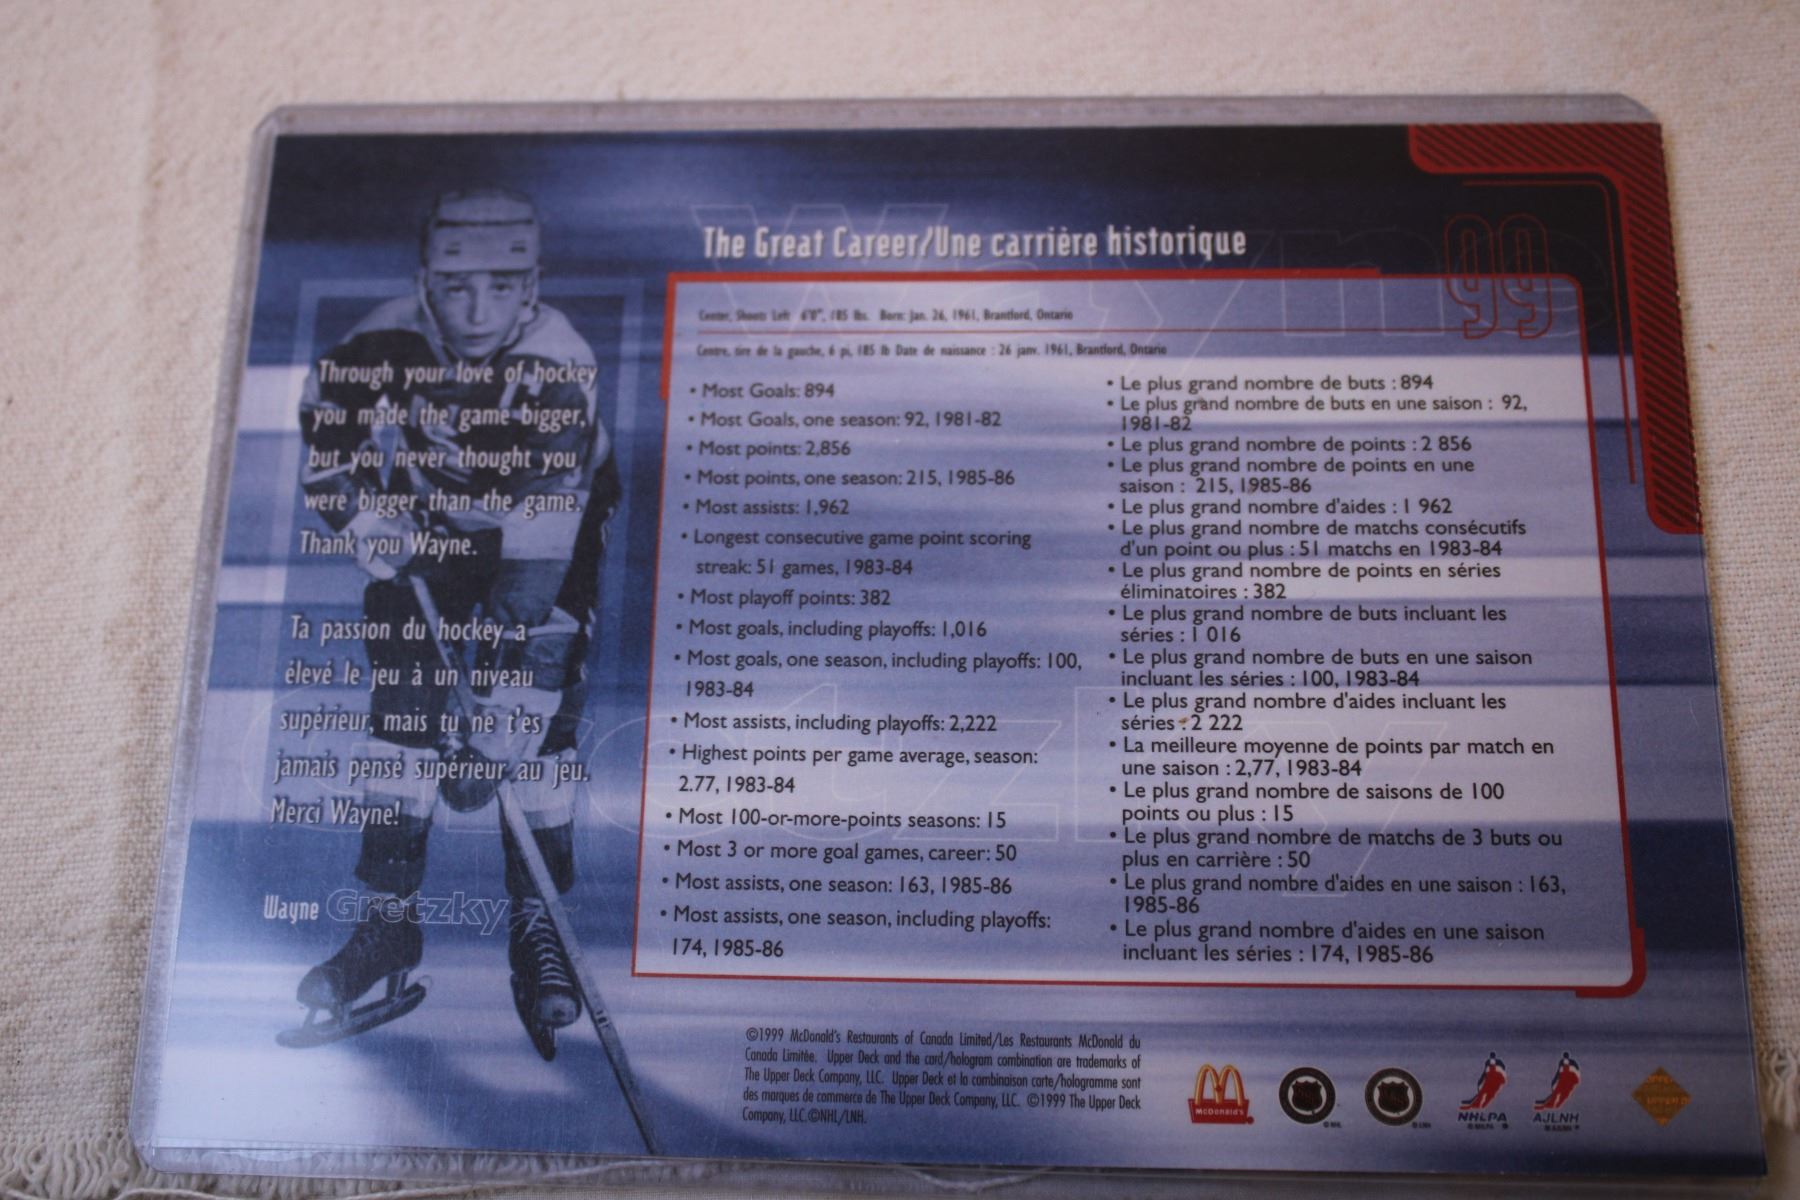 The Great Career/Une carrière historique
Wayne
99
Center, Shoots Left 6'0", 185 lbs. Born: Jan. 26, 1961, Brantford, Ontario
Centre, tire de la gauche, 6 pi, 185 lb Date de naissance : 26 janv. 1961, Brantford, Ontario
Through your love of hockey
you made the game bigger,
but you never thought you
were bigger than the game.
Thank you Wayne.
Ta passion du hockey a
élevé le jeu à un niveau
supérieur, mais tu ne t'es
jamais pensé supérieur au jeu.
Merci Wayne!
Wayne Gretzky
• Most Goals: 894
• Most Goals, one season: 92, 1981-82
• Most points: 2,856
• Most points, one season: 215, 1985-86
• Most assists: 1,962
• Longest consecutive game point scoring
streak: 51 games, 1983-84
• Most playoff points: 382
• Most goals, including playoffs: 1,016
• Most goals, one season, including playoffs: 100,
1983-84
• Most assists, including playoffs: 2,222
• Highest points per game average, season:
2.77, 1983-84
• Most 100-or-more-points seasons: 15
• Most 3 or more goal games, career: 50
• Most assists, one season: 163, 1985-86
• Most assists, one season, including playoffs:
174, 1985-86
• Le plus grand nombre de buts : 894
• Le plus grand nombre de buts en une saison : 92,
1981-82
• Le plus grand nombre de points : 2 856
• Le plus grand nombre de points en une
saison : 215, 1985-86
• Le plus grand nombre d'aides : 1 962
• Le plus grand nombre de matchs consécutifs
d'un point ou plus : 51 matchs en 1983-84
• Le plus grand nombre de points en séries
éliminatoires : 382
• Le plus grand nombre de buts incluant les
séries : 1 016
• Le plus grand nombre de buts en une saison
incluant les séries : 100, 1983-84
• Le plus grand nombre d'aides incluant les
séries : 2 222
• La meilleure moyenne de points par match en
une saison : 2,77, 1983-84
• Le plus grand nombre de saisons de 100
points ou plus : 15
• Le plus grand nombre de matchs de 3 buts ou
plus en carrière : 50
• Le plus grand nombre d'aides en une saison : 163,
1985-86
• Le plus grand nombre d'aides en une saison
incluant les séries : 174, 1985-86
Gretzky
©1999 McDonald's Restaurants of Canada Limited/Les Restaurants McDonald du
Canada Limitée. Upper Deck and the card/hologram combination are trademarks of
The Upper Deck Company, LLC. Upper Deck et la combinaison carte/hologramme sont
des marques de commerce de The Upper Deck Company, LLC. ©1999 The Upper Deck
Company, LLC.©NHL/LNH.
McDonald's
NHLPA
AJLNH